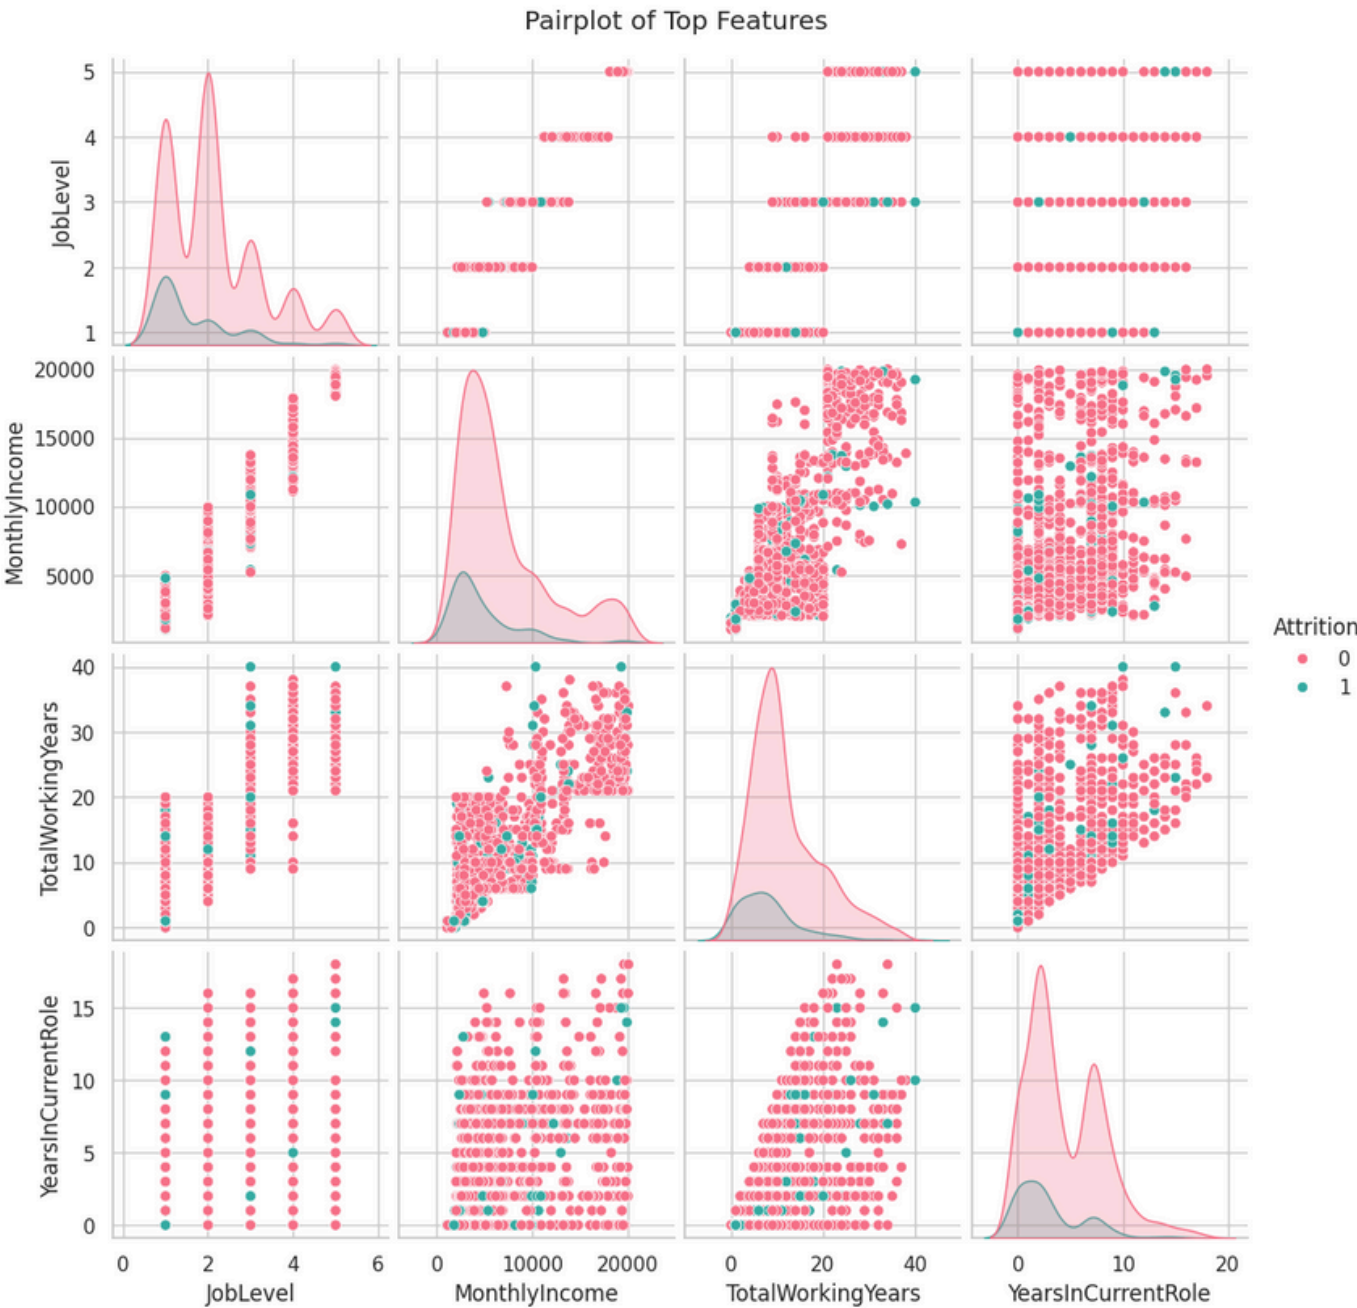 Pairplot of Top Features
JobLevel
5
4
3
2
1
MonthlyIncome
20000
15000
10000
5000
Attrition
0
1
TotalWorkingYears
40
30
20
10
0
YearsInCurrentRole
15
10
5
0
0 2 4 6 0 10000 20000 0 20 40 0 10 20
JobLevel MonthlyIncome TotalWorkingYears YearsInCurrentRole